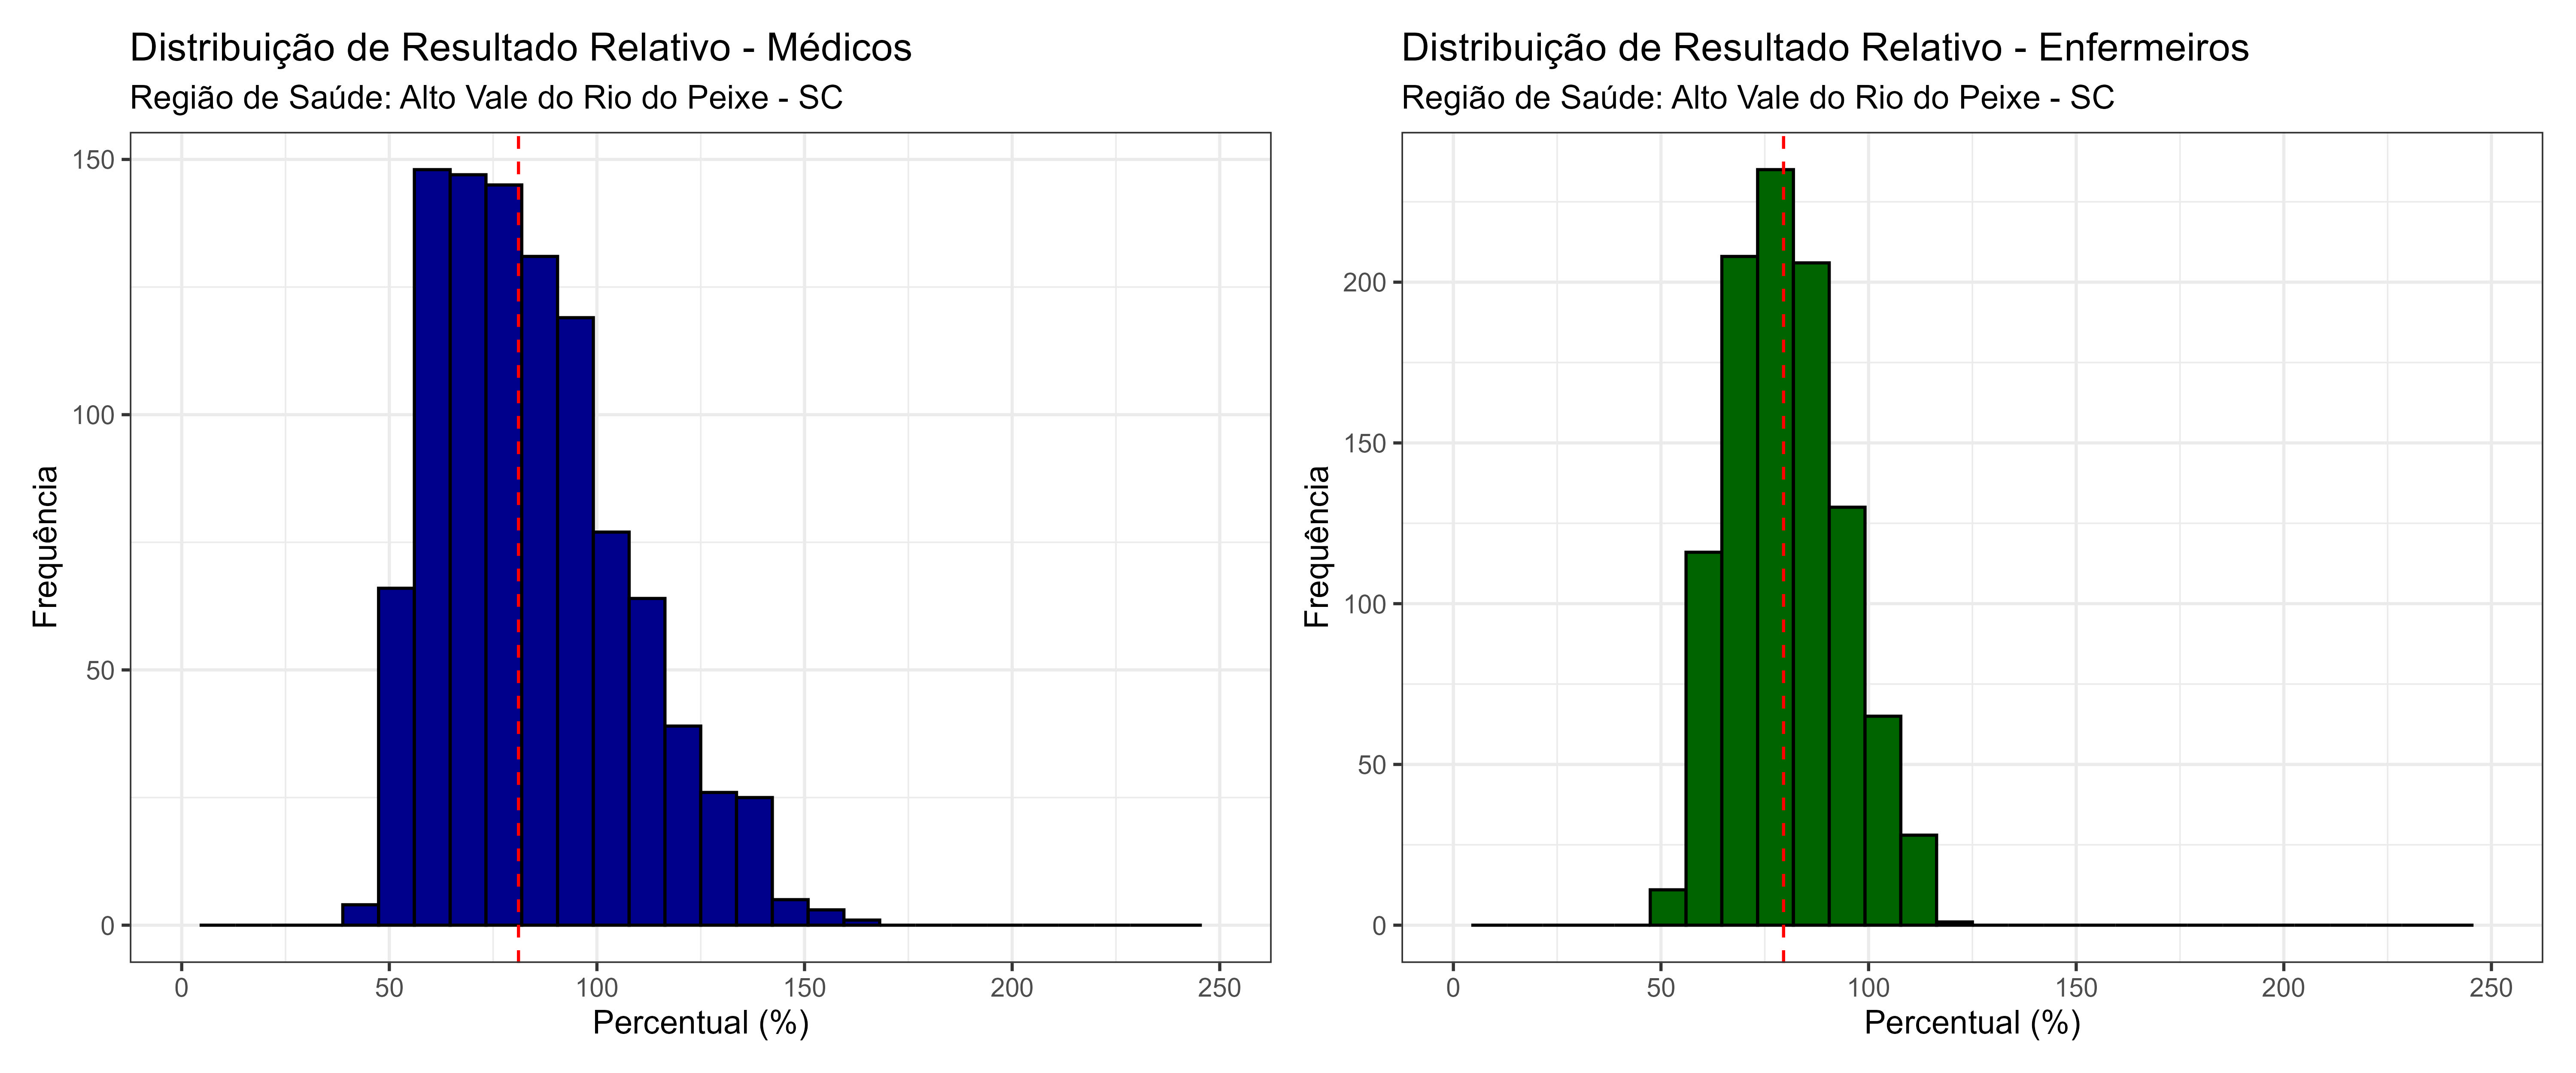 Distribuição de Resultado Relativo - Médicos
Região de Saúde: Alto Vale do Rio do Peixe - SC
150
100
50
0
Frequência
0 50 100 150 200 250
Percentual (%)
Distribuição de Resultado Relativo - Enfermeiros
Região de Saúde: Alto Vale do Rio do Peixe - SC
200
150
100
50
0
Frequência
0 50 100 150 200 250
Percentual (%)